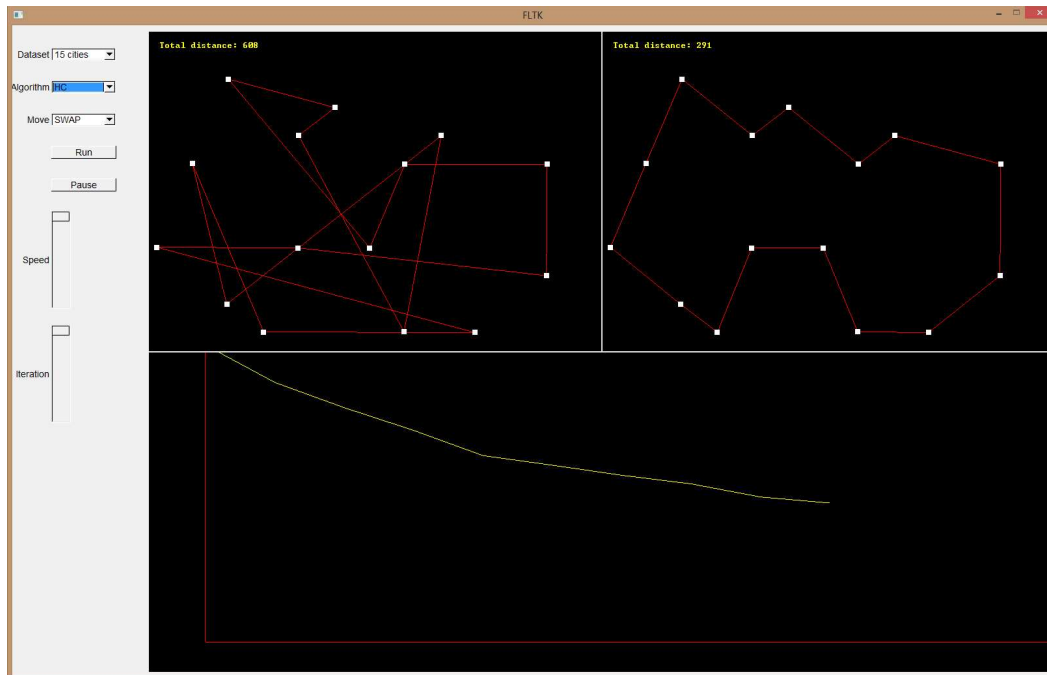 FLTK
Dataset 15 cities
Algorithm HC
Move SWAP
Run
Pause
Speed
Iteration
Total distance: 608
Total distance: 291